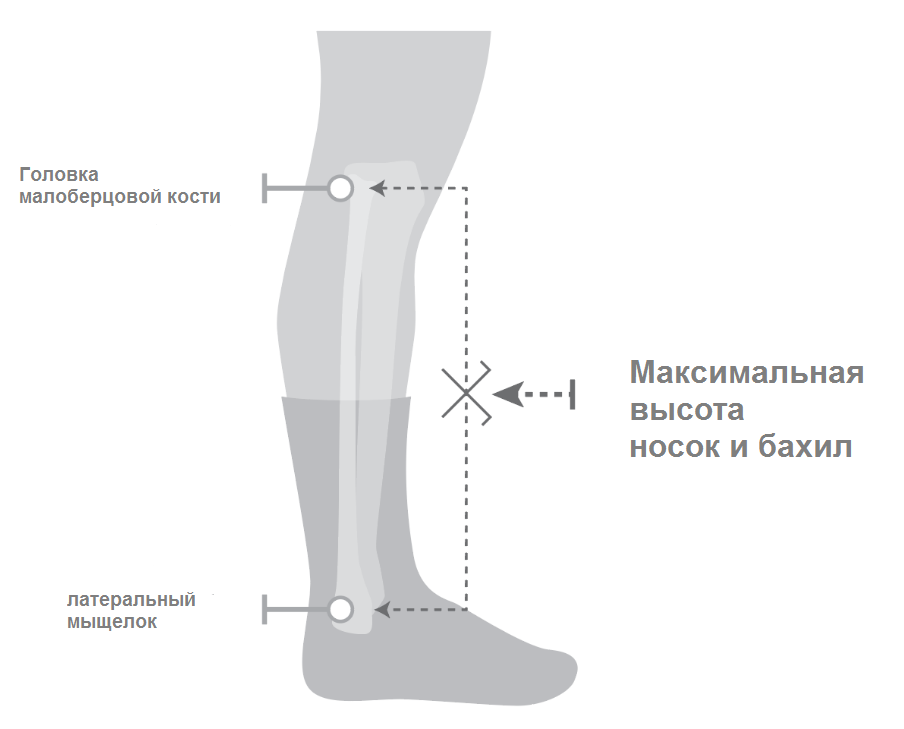 Головка
малоберцовой кости
Максимальная
высота
носок и бахил
латеральный
мыщелок